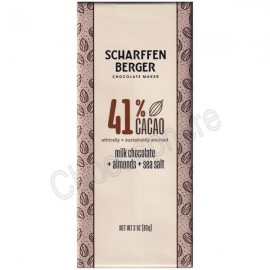 SCHARFFEN
BERGER
CHOCOLATE MAKER
41% CACAO
ethically + sustainably sourced
milk chocolate
+ almonds + sea salt
NET WT 3 OZ (85g)